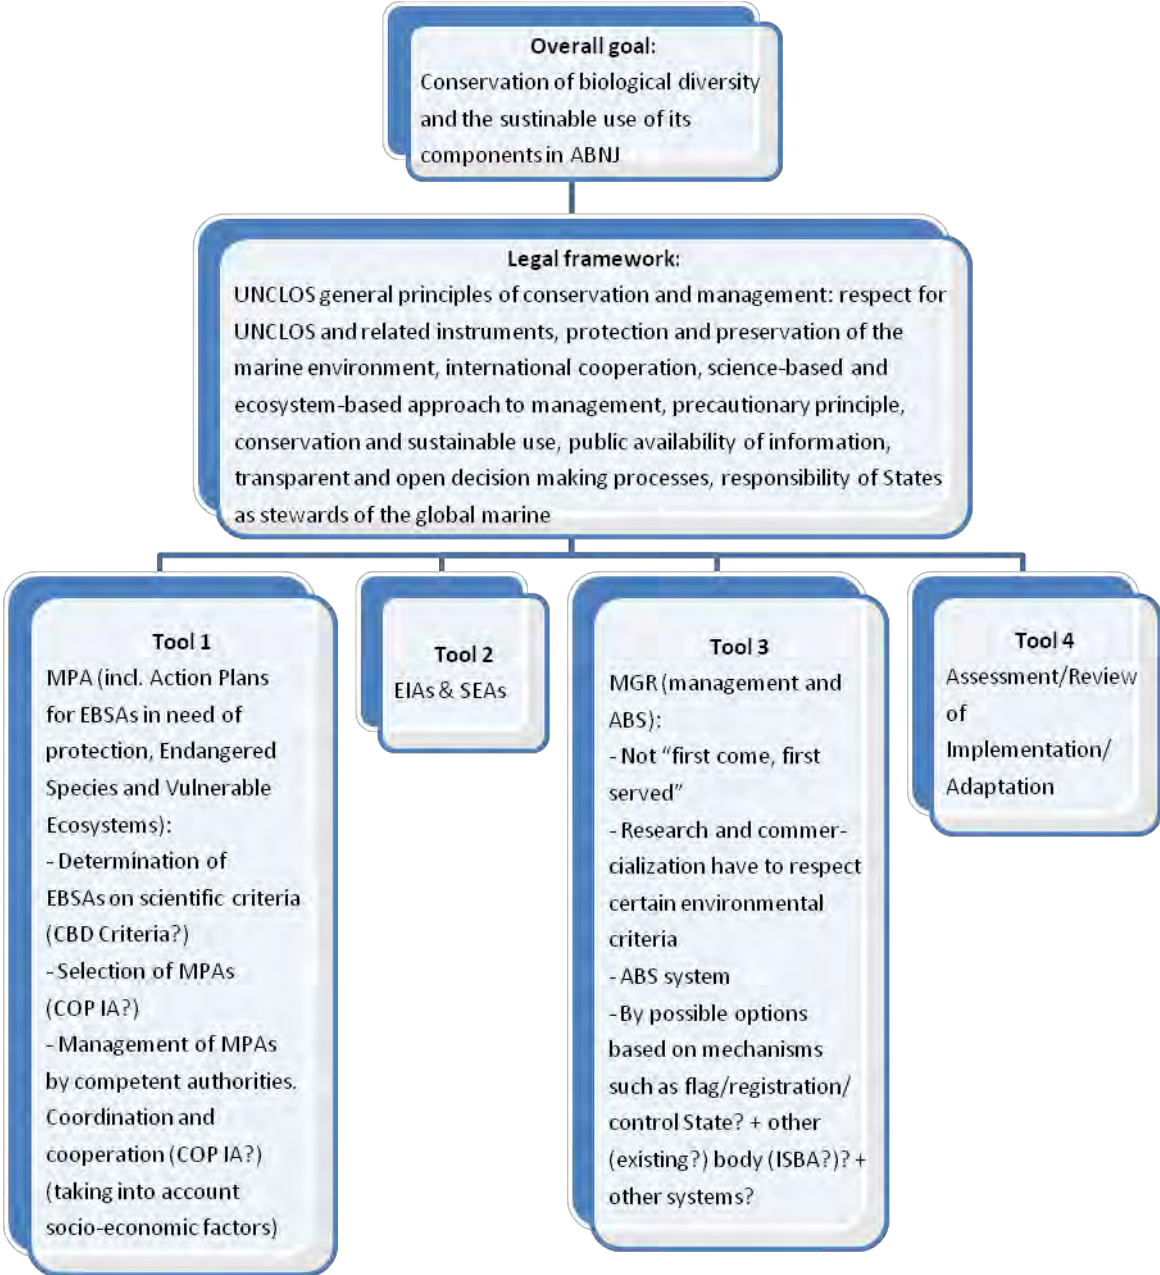 Overall goal:
Conservation of biological diversity
and the sustinable use of its
components in ABNJ
Legal framework:
UNCLOS general principles of conservation and management: respect for
UNCLOS and related instruments, protection and preservation of the
marine environment, international cooperation, science-based and
ecosystem-based approach to management, precautionary principle,
conservation and sustainable use, public availability of information,
transparent and open decision making processes, responsibility of States
as stewards of the global marine
Tool 1
MPA (incl. Action Plans
for EBSAs in need of
protection, Endangered
Species and Vulnerable
Ecosystems):
- Determination of
EBSAs on scientific criteria
(CBD Criteria?)
- Selection of MPAs
(COP IA?)
- Management of MPAs
by competent authorities.
Coordination and
cooperation (COP IA?)
(taking into account
socio-economic factors)
Tool 2
EIAs & SEAs
Tool 3
MGR (management and
ABS):
- Not “first come, first
served”
- Research and commer-
cialization have to respect
certain environmental
criteria
- ABS system
- By possible options
based on mechanisms
such as flag/registration/
control State? + other
(existing?) body (ISBA?)? +
other systems?
Tool 4
Assessment/Review
of
Implementation/
Adaptation